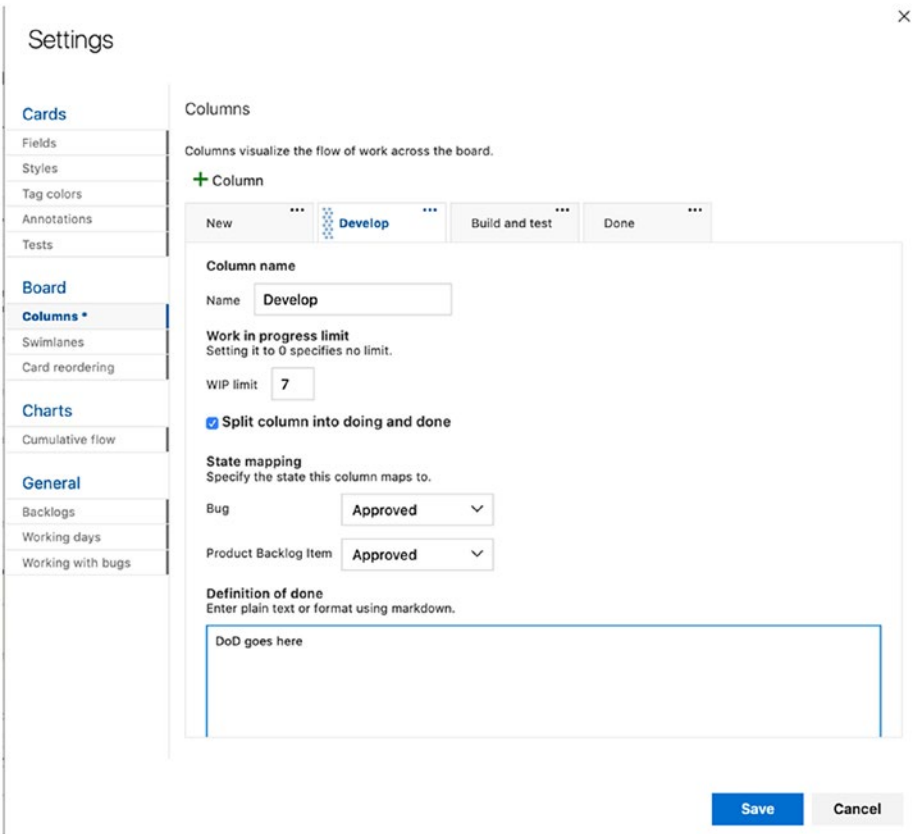 Settings
Cards
Fields
Styles
Tag colors
Annotations
Tests
Board
Columns *
Swimlanes
Card reordering
Charts
Cumulative flow
General
Backlogs
Working days
Working with bugs
Columns
Columns visualize the flow of work across the board.
+ Column
New ... Develop ... Build and test ... Done ...
Column name
Name Develop
Work in progress limit
Setting it to 0 specifies no limit.
WIP limit 7
Split column into doing and done
State mapping
Specify the state this column maps to.
Bug Approved
Product Backlog Item Approved
Definition of done
Enter plain text or format using markdown.
DoD goes here
Save Cancel